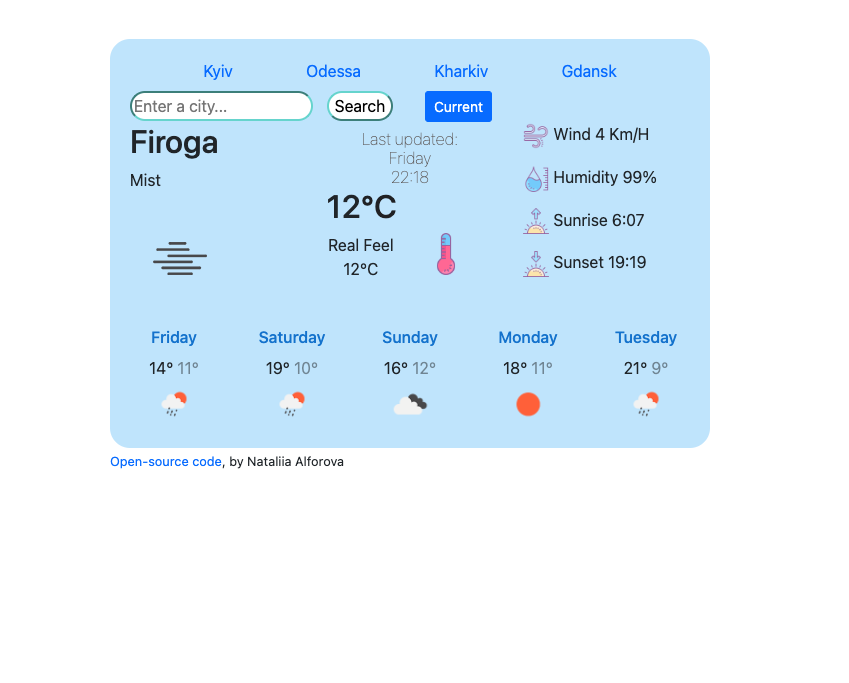 Kyiv Odessa Kharkiv Gdansk
Enter a city... Search Current
Firoga
Mist
Last updated:
Friday
22:18
12°C
Real Feel
12°C
Wind 4 Km/H
Humidity 99%
Sunrise 6:07
Sunset 19:19
Friday Saturday Sunday Monday Tuesday
14° 11° 19° 10° 16° 12° 18° 11° 21° 9°
Open-source code, by Nataliia Alforova